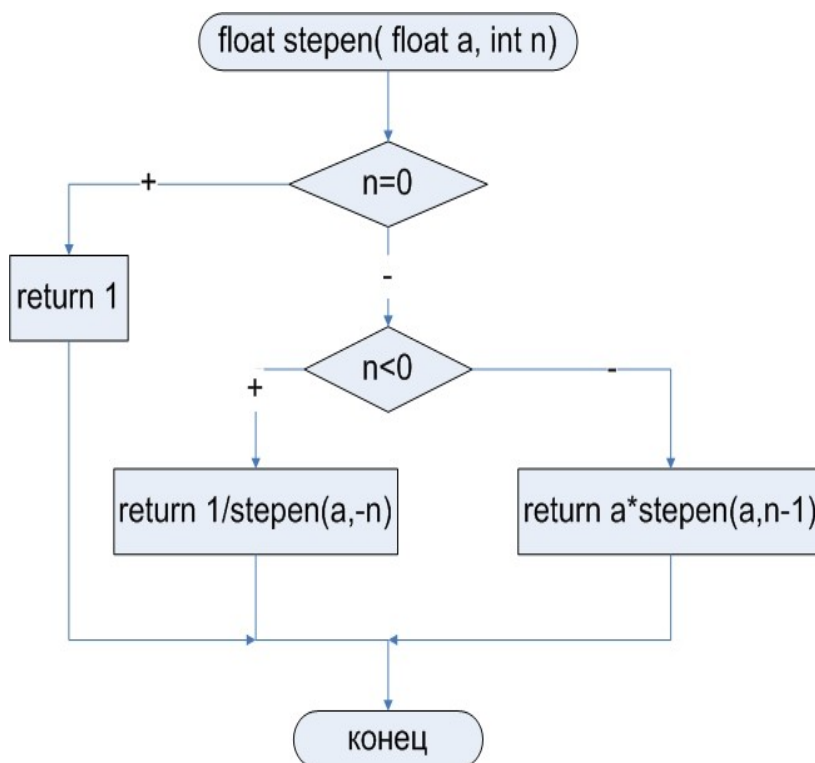 float stepen( float a, int n)
n=0
+
return 1
-
n<0
+
-
return 1/stepen(a,-n)
return a*stepen(a,n-1)
конец